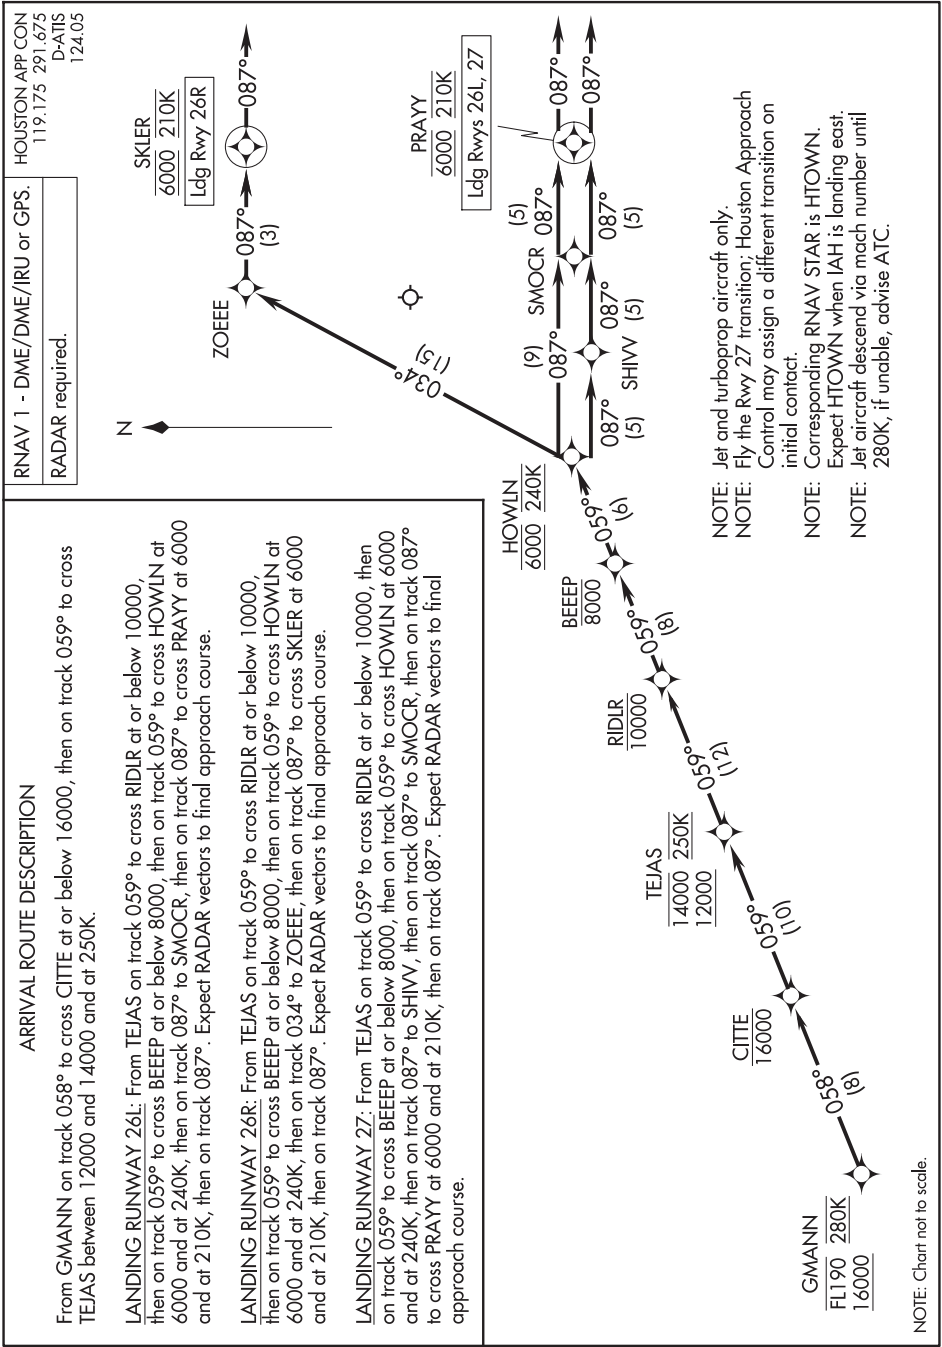 RNAV 1 - DME/DME/IRU or GPS.
RADAR required.
HOUSTON APP CON
119.175 291.675
D-ATIS
124.05
ARRIVAL ROUTE DESCRIPTION
From GMANN on track 058° to cross CITTE at or below 16000, then on track 059° to cross
TEJAS between 12000 and 14000 and at 250K.
LANDING RUNWAY 26L: From TEJAS on track 059° to cross RIDLR at or below 10000,
then on track 059° to cross BEEEP at or below 8000, then on track 059° to cross HOWLN at
6000 and at 240K, then on track 087° to SMOCR, then on track 087° to cross PRAYY at 6000
and at 210K, then on track 087°. Expect RADAR vectors to final approach course.
LANDING RUNWAY 26R: From TEJAS on track 059° to cross RIDLR at or below 10000,
then on track 059° to cross BEEEP at or below 8000, then on track 059° to cross HOWLN at
6000 and at 240K, then on track 034° to ZOEEE, then on track 087° to cross SKLER at 6000
and at 210K, then on track 087°. Expect RADAR vectors to final approach course.
LANDING RUNWAY 27: From TEJAS on track 059° to cross RIDLR at or below 10000, then
on track 059° to cross BEEEP at or below 8000, then on track 059° to cross HOWLN at 6000
and at 240K, then on track 087° to SHIVV, then on track 087° to SMOCR, then on track 087°
to cross PRAYY at 6000 and at 210K, then on track 087°. Expect RADAR vectors to final
approach course.
N
ZOEEE
087°
(3)
SKLER
6000 210K
Ldg Rwy 26R
087°
034°
(15)
PRAYY
6000 210K
Ldg Rwys 26L, 27
087°
087°
HOWLN
6000 240K
(9)
087°
SMOCR
(5)
087°
087°
(5)
SHIVV
087°
(5)
087°
(5)
BEEEP
8000
059°
(6)
RIDLR
10000
059°
(8)
TEJAS
14000 250K
12000
059°
(12)
CITTE
16000
059°
(10)
GMANN
FL190 280K
16000
058°
(8)
NOTE: Jet and turboprop aircraft only.
NOTE: Fly the Rwy 27 transition; Houston Approach
Control may assign a different transition on
initial contact.
NOTE: Corresponding RNAV STAR is HTOWN.
Expect HTOWN when IAH is landing east.
NOTE: Jet aircraft descend via mach number until
280K, if unable, advise ATC.
NOTE: Chart not to scale.